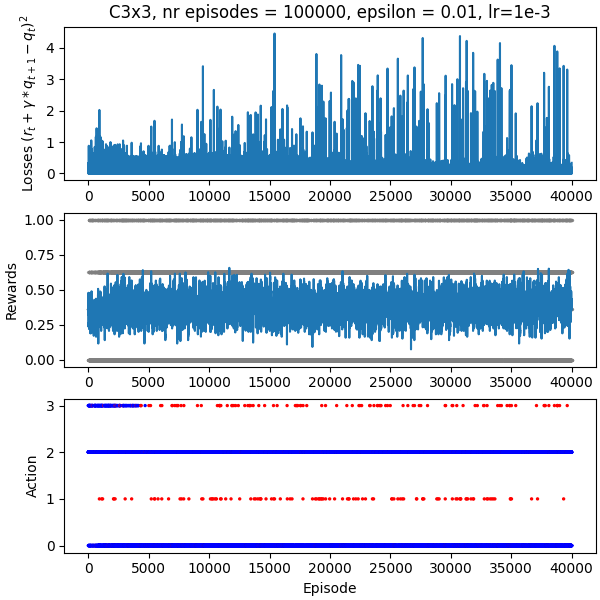 C3x3, nr episodes = 100000, epsilon = 0.01, lr=1e-3
Losses $(r_t + \gamma * q_{t+1} - q_t)^2$
4
3
2
1
0
0 5000 10000 15000 20000 25000 30000 35000 40000
Rewards
1.00
0.75
0.50
0.25
0.00
0 5000 10000 15000 20000 25000 30000 35000 40000
Action
3
2
1
0
0 5000 10000 15000 20000 25000 30000 35000 40000
Episode